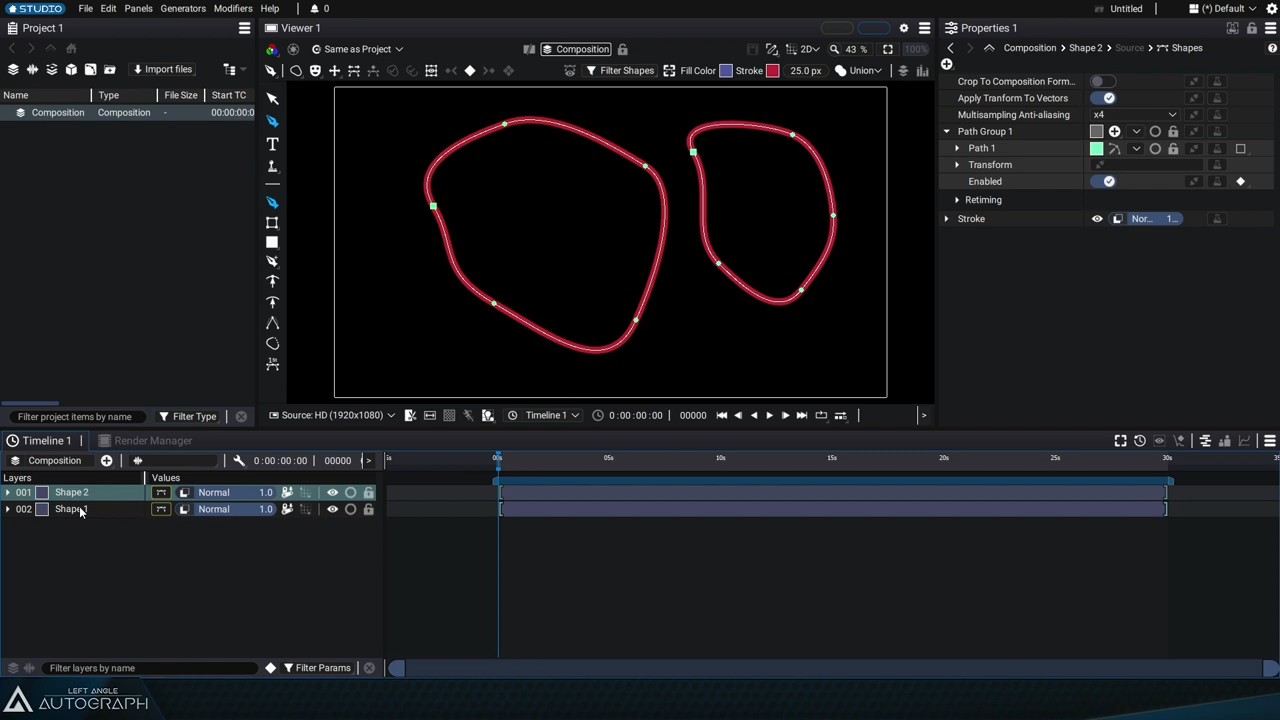 STUDIO File Edit Panels Generators Modifiers Help 0 Untitled (*) Default
Project 1
Viewer 1
Properties 1
Same as Project
Composition
43 %
2D
100%
Composition > Shape 2 > Source > Shapes
Import files
Filter Shapes
Fill Color
Stroke
25.0 px
Union
Name Type File Size Start TC
Composition Composition - 00:00:00:0
Crop To Composition Form...
Apply Tranform To Vectors
Multisampling Anti-aliasing x4
Path Group 1
Path 1
Transform
Enabled
Retiming
Stroke Nor... 1...
Filter project items by name
Filter Type
Source: HD (1920x1080)
Timeline 1
0:00:00:00 00000
Timeline 1
Render Manager
Composition
0:00:00:00 00000
00s 05s 10s 15s 20s 25s 30s 35
Layers Values
001 Shape 2 Normal 1.0
002 Shape 1 Normal 1.0
Filter layers by name
Filter Params
LEFT ANGLE
AUTOGRAPH